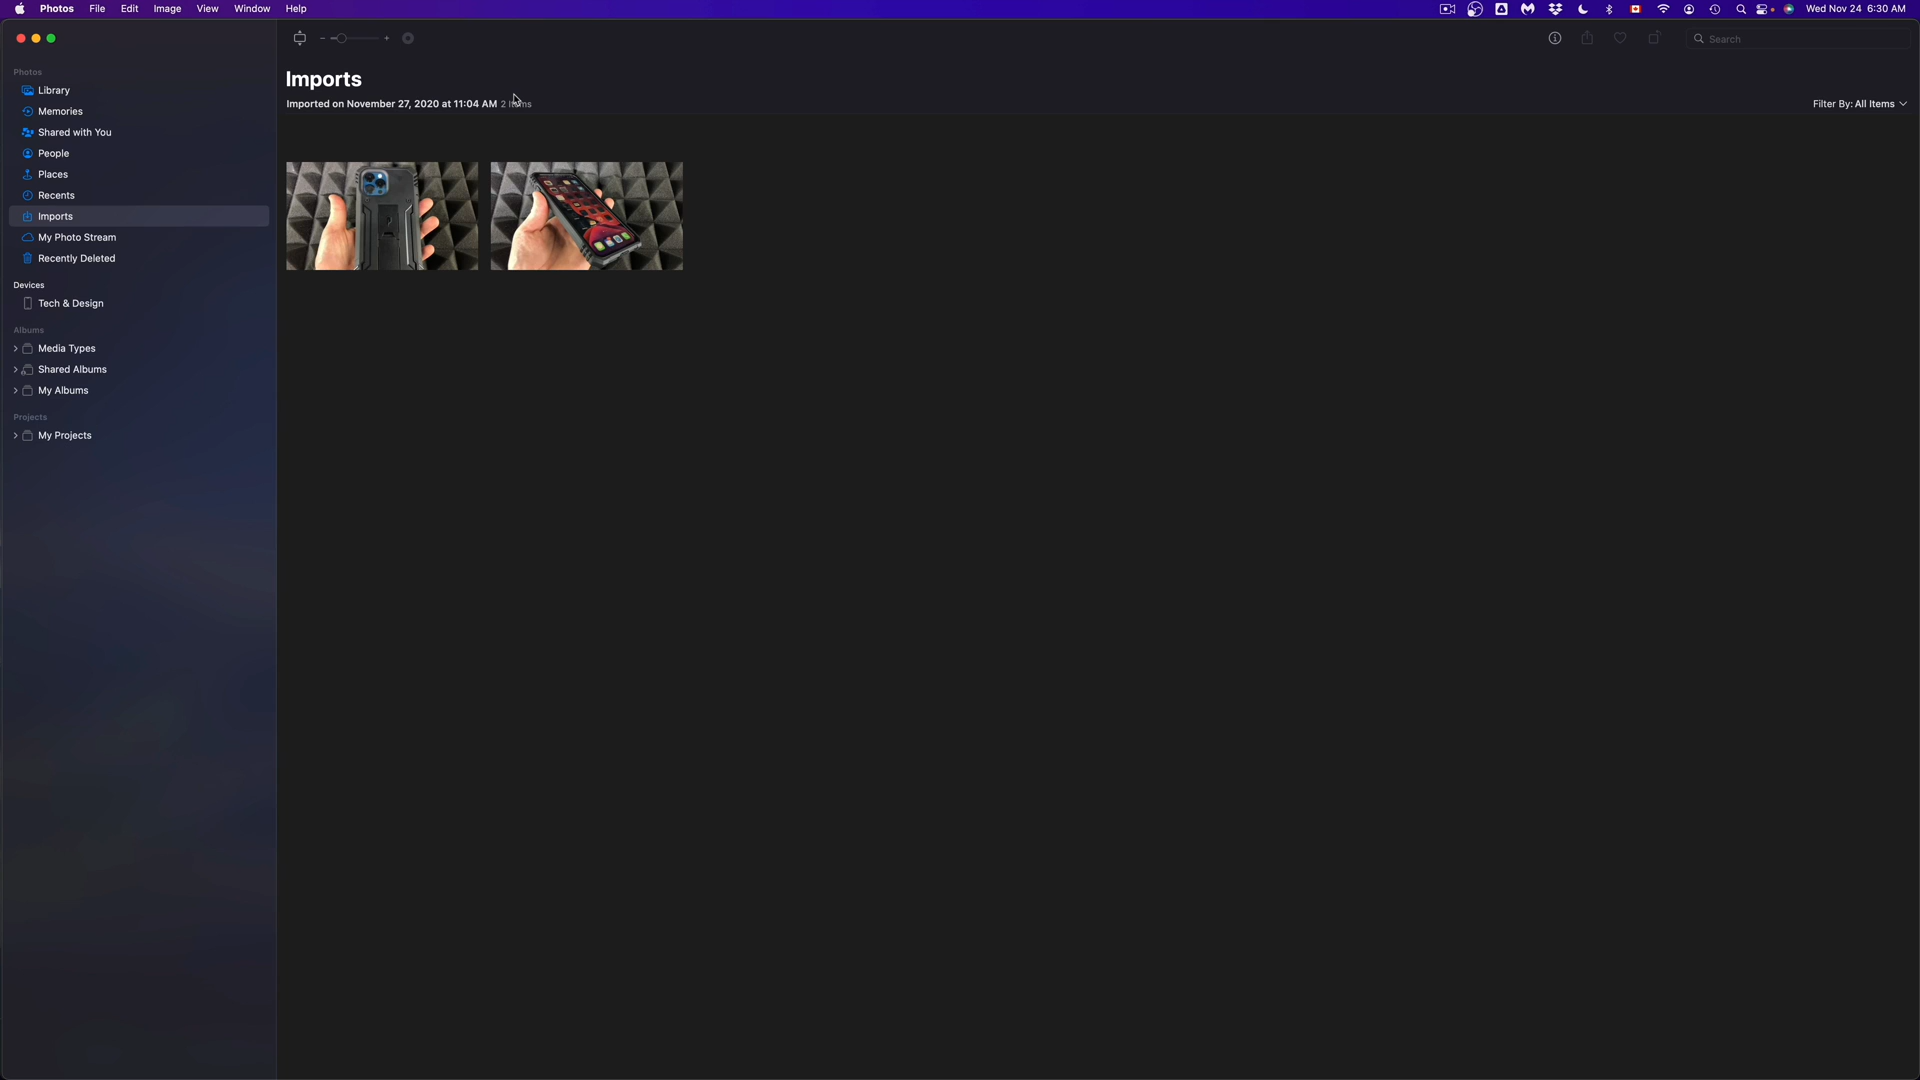 Photos File Edit Image View Window Help
Wed Nov 24 6:30 AM
Search
Photos
Library
Memories
Shared with You
People
Places
Recents
Imports
My Photo Stream
Recently Deleted
Devices
Tech & Design
Albums
Media Types
Shared Albums
My Albums
Projects
My Projects
Imports
Imported on November 27, 2020 at 11:04 AM 2 Items
Filter By: All Items